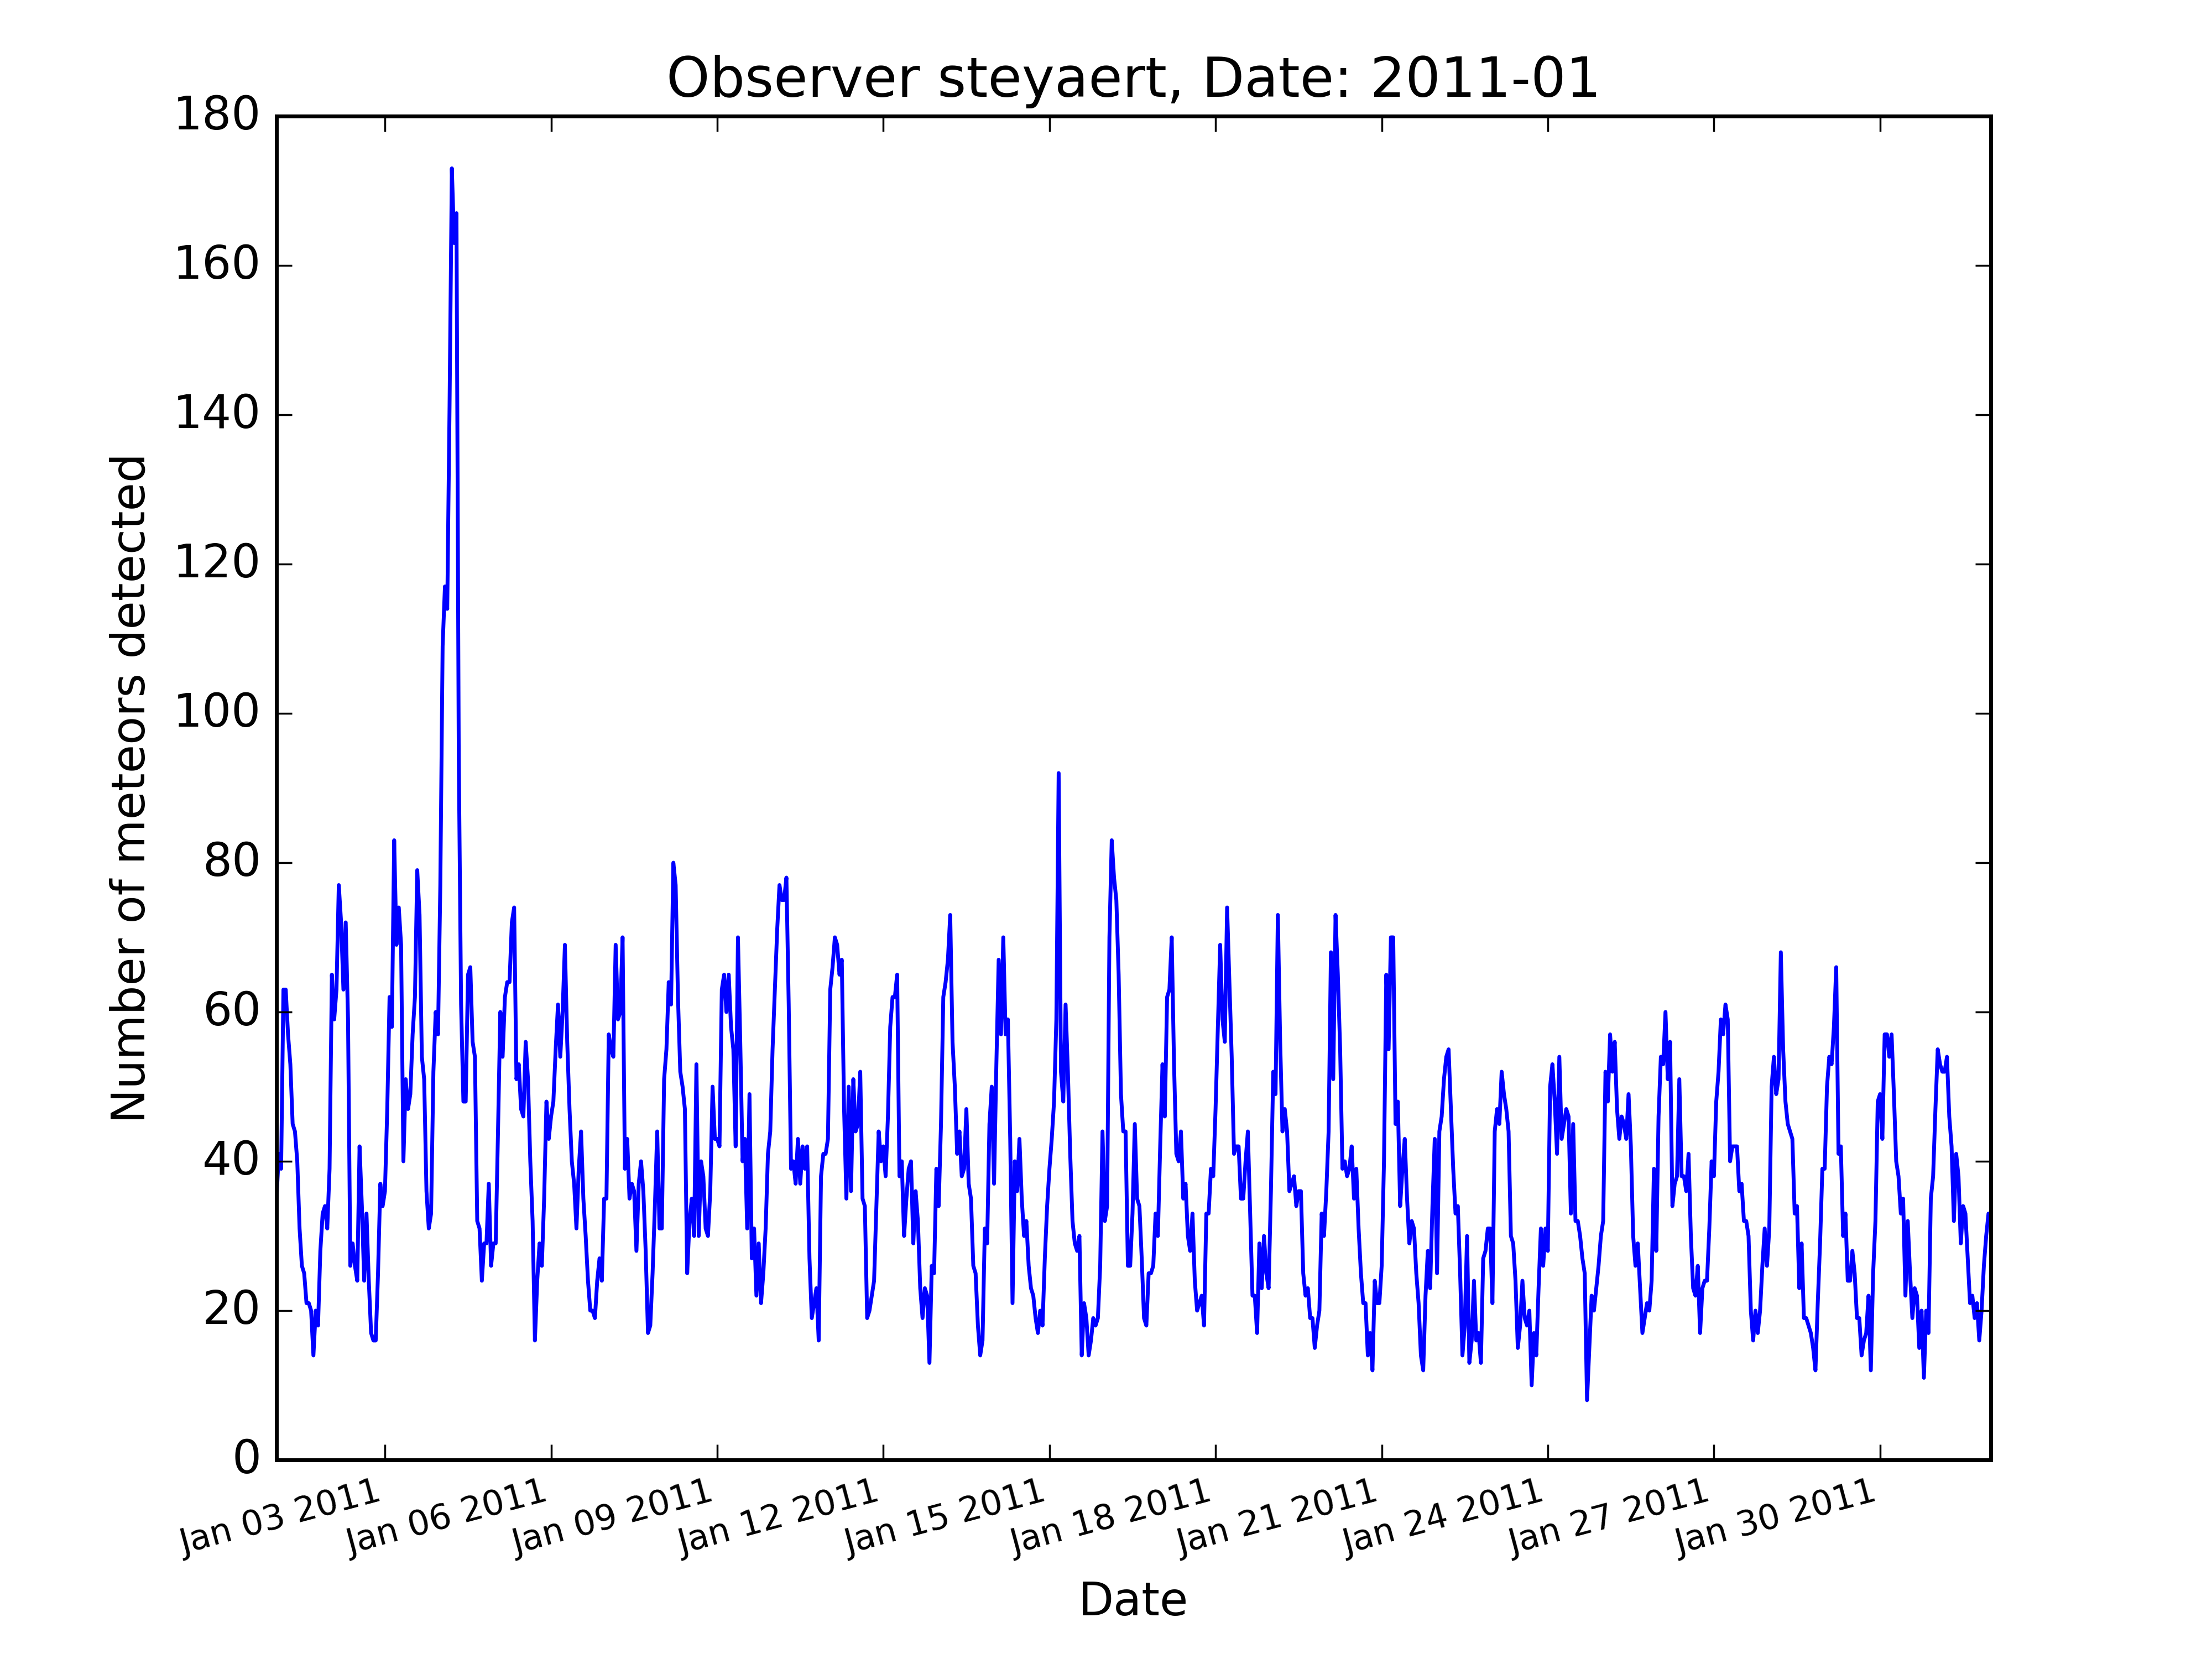 Observer steyaert, Date: 2011-01
180
160
140
120
100
80
60
40
20
0
Number of meteors detected
Jan 03 2011
Jan 06 2011
Jan 09 2011
Jan 12 2011
Jan 15 2011
Jan 18 2011
Jan 21 2011
Jan 24 2011
Jan 27 2011
Jan 30 2011
Date